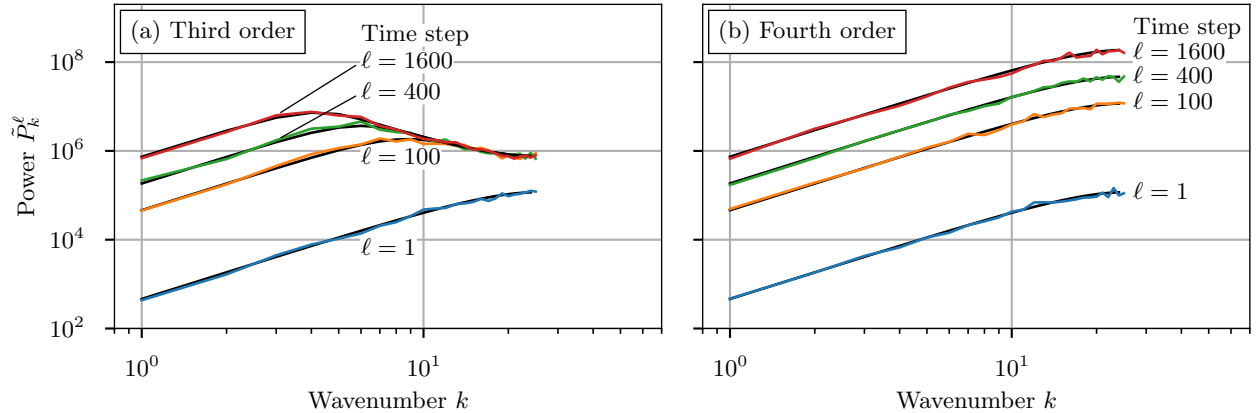 (a) Third order
Time step
ℓ = 1600
ℓ = 400
ℓ = 100
ℓ = 1
10^8
10^6
10^4
10^2
Power P̃_k^ℓ
10^0
10^1
Wavenumber k
(b) Fourth order
Time step
ℓ = 1600
ℓ = 400
ℓ = 100
ℓ = 1
10^0
10^1
Wavenumber k